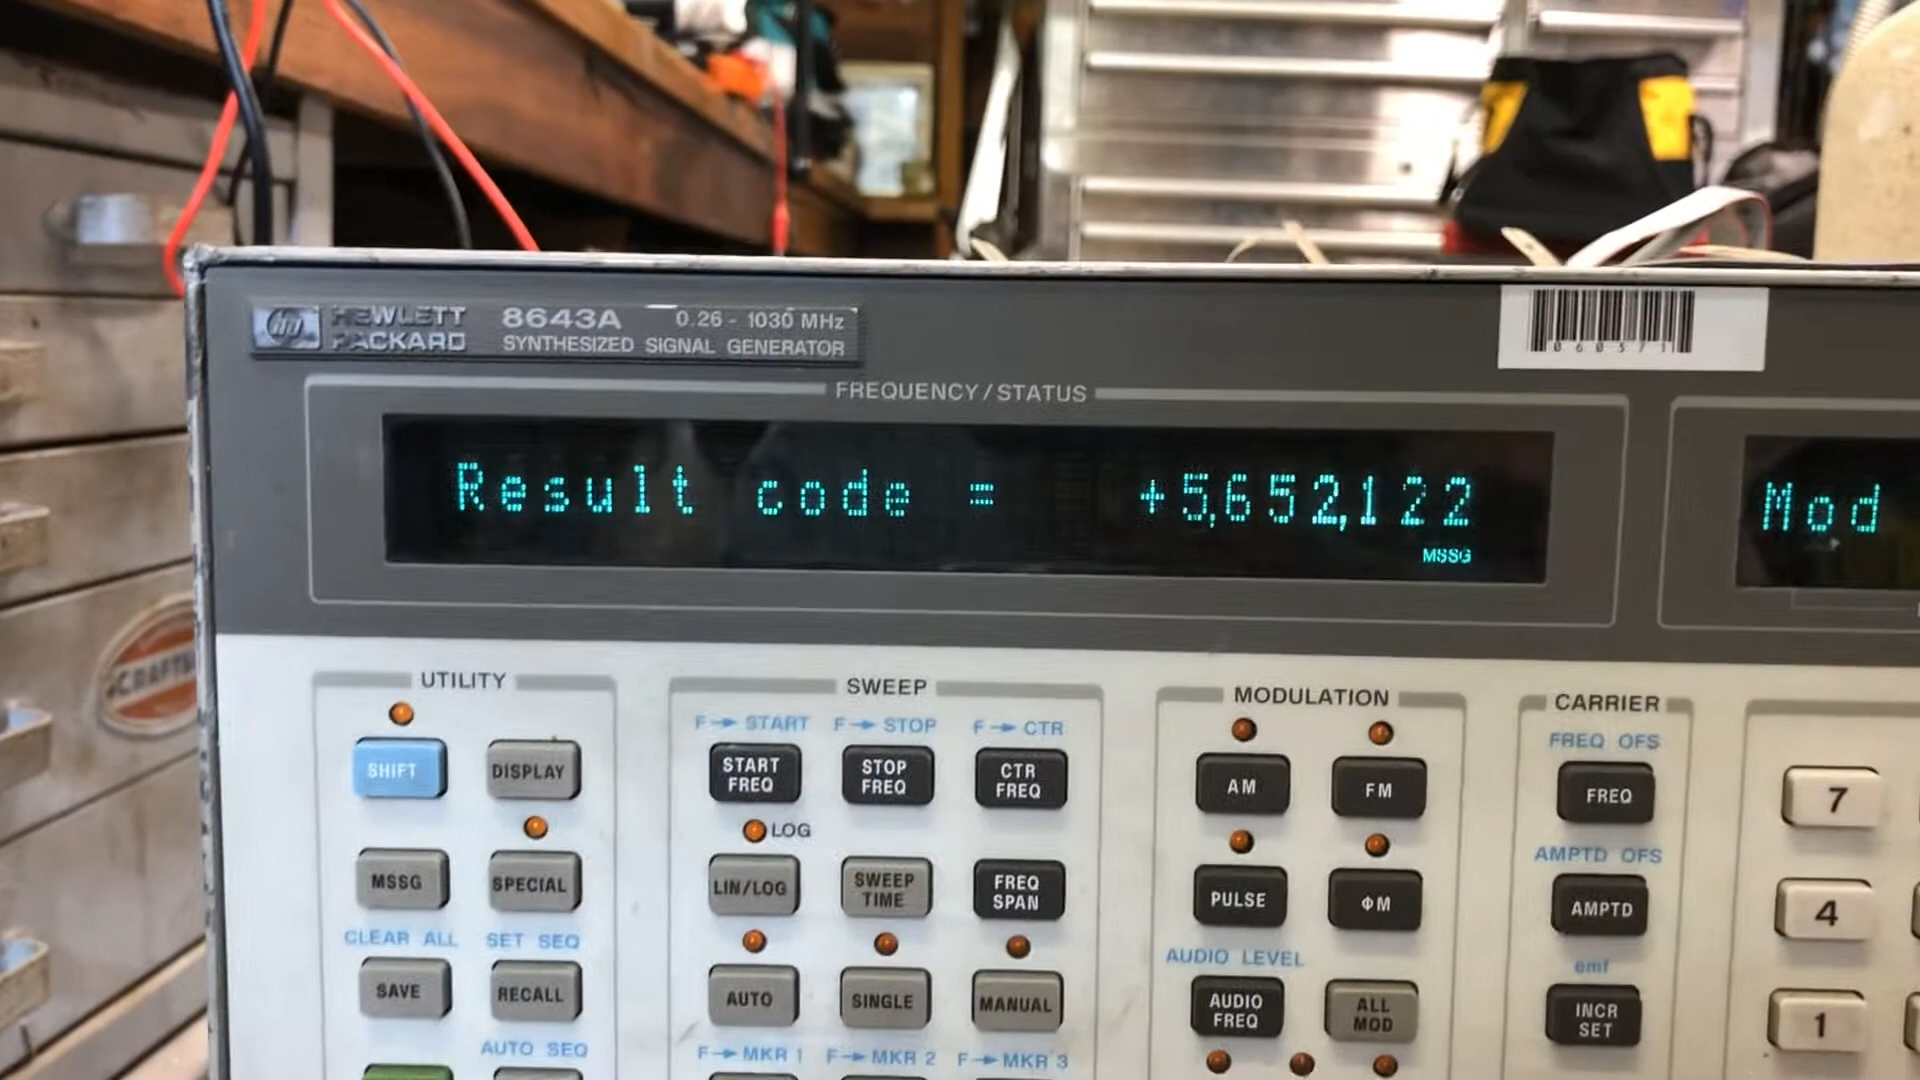 HEWLETT PACKARD
8643A 0.26 - 1030 MHz
SYNTHESIZED SIGNAL GENERATOR
060571
FREQUENCY/STATUS
Result code = +5,652,122
MSSG
Mod
UTILITY
SHIFT
DISPLAY
MSSG
SPECIAL
CLEAR ALL
SET SEQ
SAVE
RECALL
AUTO SEQ
SWEEP
F→START
F→STOP
F→CTR
START FREQ
STOP FREQ
CTR FREQ
LOG
LIN/LOG
SWEEP TIME
FREQ SPAN
AUTO
SINGLE
MANUAL
F→MKR 1
F→MKR 2
F→MKR 3
MODULATION
AM
FM
PULSE
ΦM
AUDIO LEVEL
AUDIO FREQ
ALL MOD
CARRIER
FREQ OFS
FREQ
AMPTD OFS
AMPTD
emf
INCR SET
7
4
1